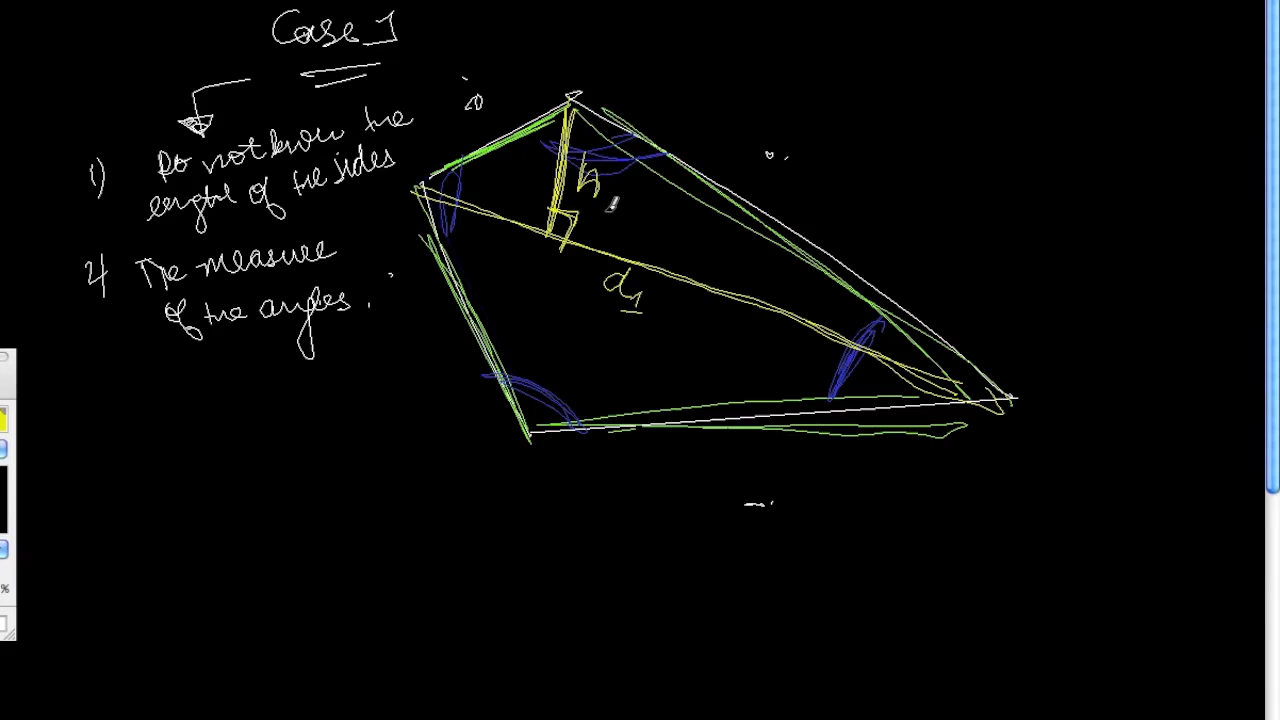 Case 1
1) Do not know the
length of the sides
2) The measure
of the angles.
h
d1
%